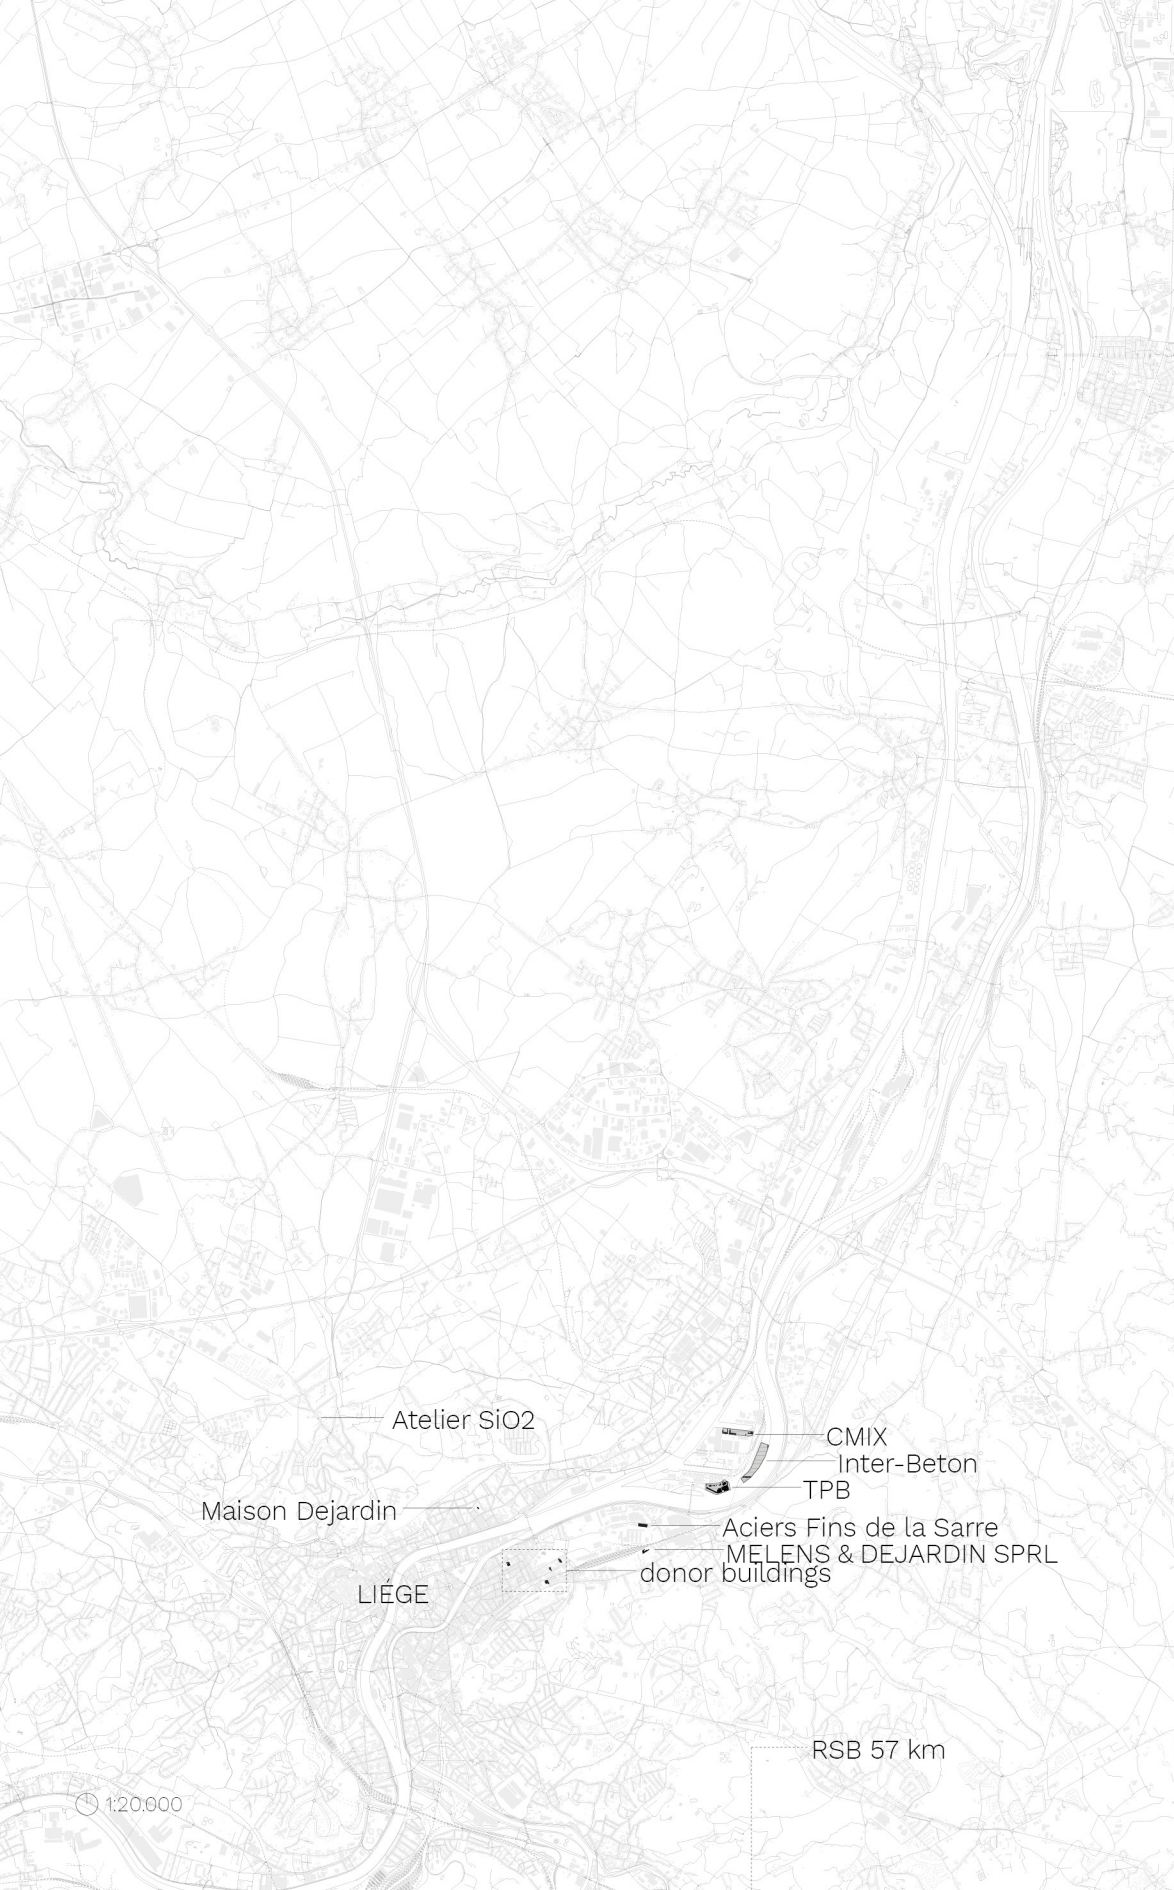 Atelier SiO2
CMIX
Inter-Beton
TPB
Maison Dejardin
Aciers Fins de la Sarre
MELENS & DEJARDIN SPRL
donor buildings
LIÉGE
RSB 57 km
1:20.000